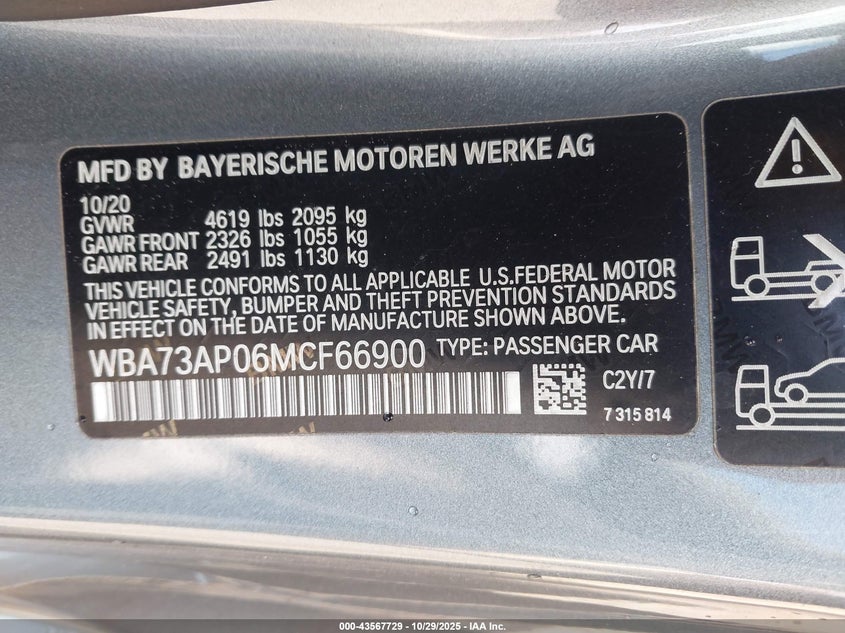 MFD BY BAYERISCHE MOTOREN WERKE AG
10/20
GVWR 4619 lbs 2095 kg
GAWR FRONT 2326 lbs 1055 kg
GAWR REAR 2491 lbs 1130 kg
THIS VEHICLE CONFORMS TO ALL APPLICABLE U.S.FEDERAL MOTOR
VEHICLE SAFETY, BUMPER AND THEFT PREVENTION STANDARDS
IN EFFECT ON THE DATE OF MANUFACTURE SHOWN ABOVE.
WBA73AP06MCF66900 TYPE: PASSENGER CAR
C2Y/7
7 315 814
000-43567729 - 10/29/2025 - IAA Inc.